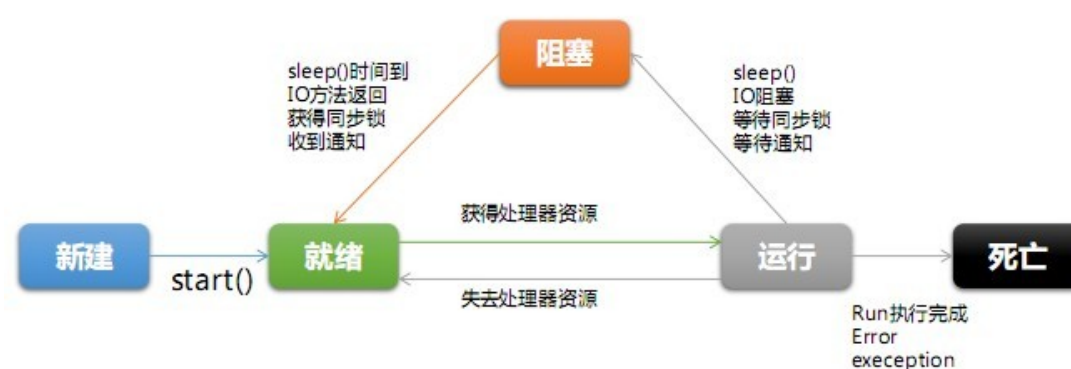 阻塞
sleep()时间到
IO方法返回
获得同步锁
收到通知
sleep()
IO阻塞
等待同步锁
等待通知
获得处理器资源
新建
start()
就绪
运行
死亡
失去处理器资源
Run执行完成
Error
exeception